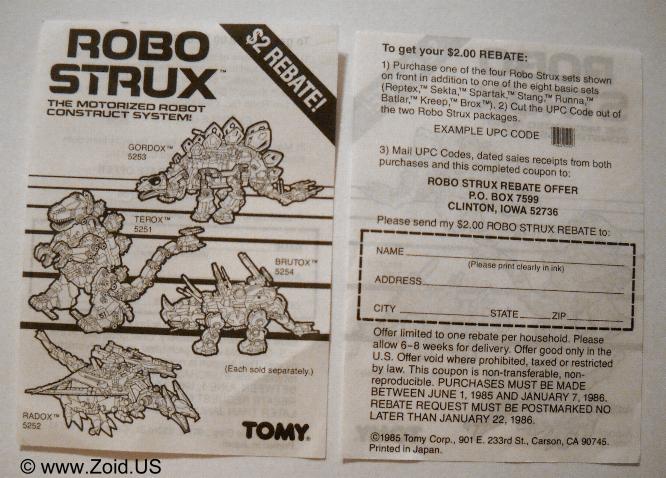 ROBO
STRUX™
THE MOTORIZED ROBOT
CONSTRUCT SYSTEM!
$2 REBATE!
GORDOX™
5253
TEROX™
5251
BRUTOX™
5254
(Each sold separately.)
RADOX™
5252
TOMY®
To get your $2.00 REBATE:
1) Purchase one of the four Robo Strux sets shown
on front in addition to one of the eight basic sets
(Reptex,™ Sekta,™ Spartak,™ Stang,™ Runna,™
Batlar,™ Kreep,™ Brox™). 2) Cut the UPC Code out of
the two Robo Strux packages.
EXAMPLE UPC CODE
3) Mail UPC Codes, dated sales receipts from both
purchases and this completed coupon to:
ROBO STRUX REBATE OFFER
P.O. BOX 7599
CLINTON, IOWA 52736
Please send my $2.00 ROBO STRUX REBATE to:
NAME
(Please print clearly in ink)
ADDRESS
CITY STATE ZIP
Offer limited to one rebate per household. Please
allow 6–8 weeks for delivery. Offer good only in the
U.S. Offer void where prohibited, taxed or restricted
by law. This coupon is non-transferable, non-
reproducible. PURCHASES MUST BE MADE
BETWEEN JUNE 1, 1985 AND JANUARY 7, 1986.
REBATE REQUEST MUST BE POSTMARKED NO
LATER THAN JANUARY 22, 1986.
©1985 Tomy Corp., 901 E. 233rd St., Carson, CA 90745.
Printed in Japan.
© www.Zoid.US